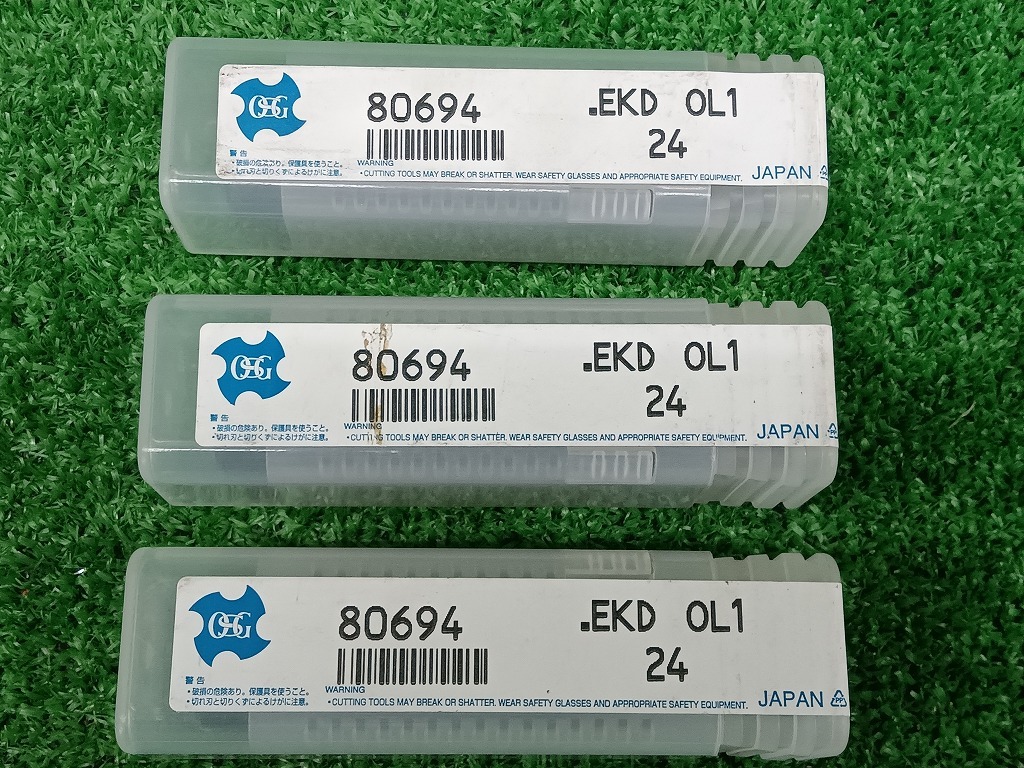 OSG
80694
.EKD OL1
24
警告
・破損の危険あり。保護具を使うこと。
・切れ刃と切りくずによるけがに注意。
WARNING
・CUTTING TOOLS MAY BREAK OR SHATTER. WEAR SAFETY GLASSES AND APPROPRIATE SAFETY EQUIPMENT.
JAPAN
OSG
80694
.EKD OL1
24
警告
・破損の危険あり。保護具を使うこと。
・切れ刃と切りくずによるけがに注意。
WARNING
・CUTTING TOOLS MAY BREAK OR SHATTER. WEAR SAFETY GLASSES AND APPROPRIATE SAFETY EQUIPMENT.
JAPAN
OSG
80694
.EKD OL1
24
警告
・破損の危険あり。保護具を使うこと。
・切れ刃と切りくずによるけがに注意。
WARNING
・CUTTING TOOLS MAY BREAK OR SHATTER. WEAR SAFETY GLASSES AND APPROPRIATE SAFETY EQUIPMENT.
JAPAN